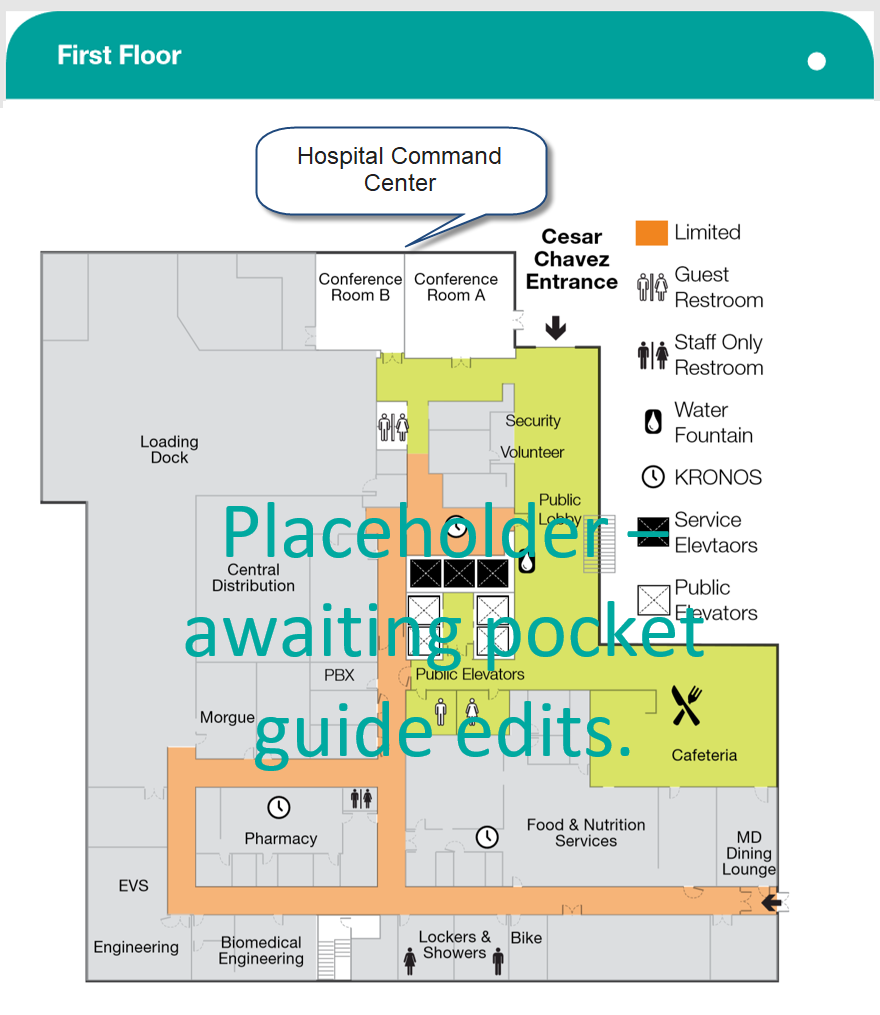 First Floor
Hospital Command
Center
Cesar
Chavez
Entrance
Limited
Guest
Restroom
Staff Only
Restroom
Water
Fountain
KRONOS
Service
Elevtaors
Public
Elevators
Conference
Room B
Conference
Room A
Security
Volunteer
Loading
Dock
Public
Lobby
Placeholder –
awaiting pocket
guide edits.
Central
Distribution
PBX
Public Elevators
Morgue
Cafeteria
Pharmacy
Food & Nutrition
Services
MD
Dining
Lounge
EVS
Engineering
Biomedical
Engineering
Lockers &
Showers
Bike